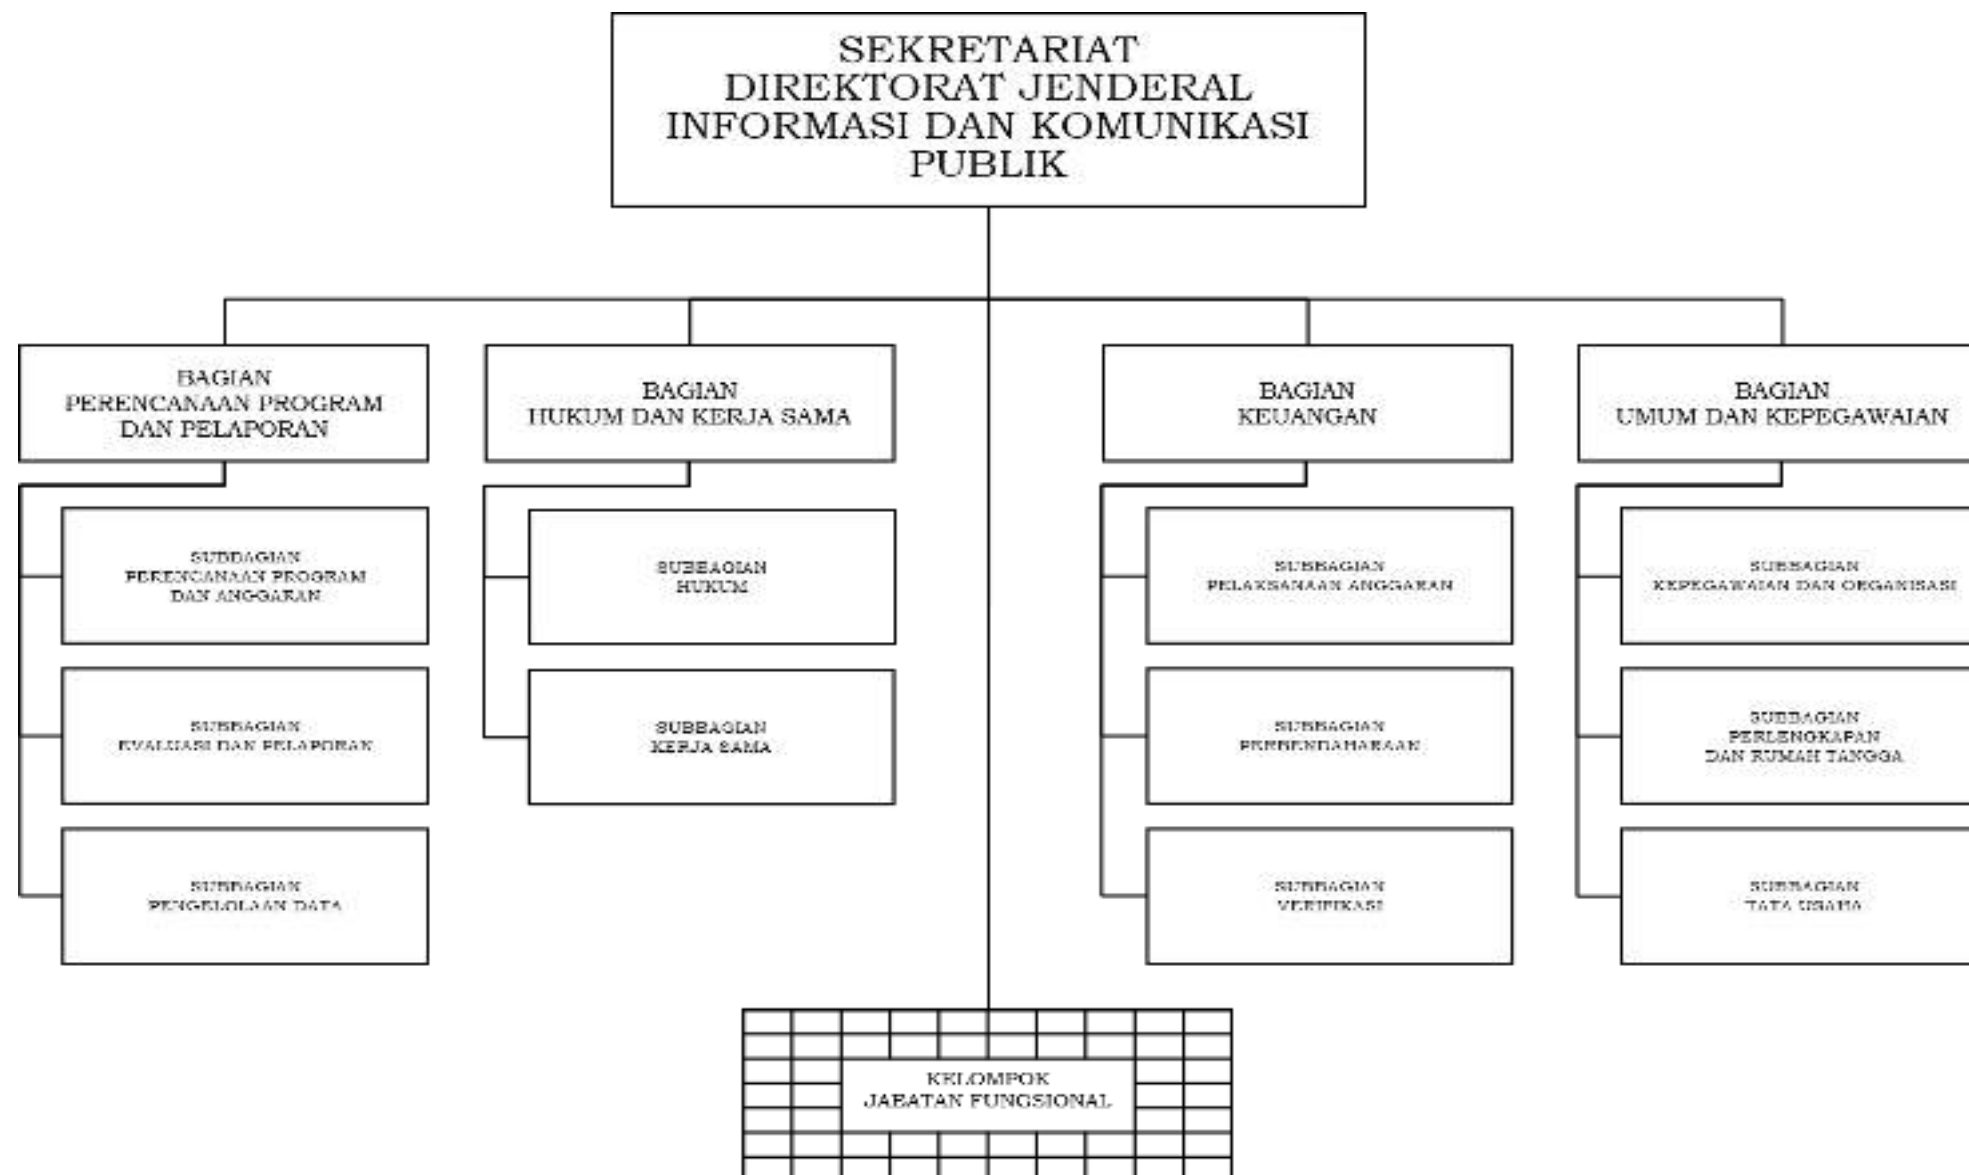 SEKRETARIAT
DIREKTORAT JENDERAL
INFORMASI DAN KOMUNIKASI
PUBLIK
BAGIAN
PERENCANAAN PROGRAM
DAN PELAPORAN
BAGIAN
HUKUM DAN KERJA SAMA
BAGIAN
KEUANGAN
BAGIAN
UMUM DAN KEPEGAWAIAN
SUBBAGIAN
PERENCANAAN PROGRAM
DAN ANGGARAN
SUBBAGIAN
EVALUASI DAN PELAPORAN
SUBBAGIAN
PENGELOLAAN DATA
SUBBAGIAN
HUKUM
SUBBAGIAN
KERJA SAMA
SUBBAGIAN
PELAKSANAAN ANGGARAN
SUBBAGIAN
PERBENDAHARAAN
SUBBAGIAN
VERIFIKASI
SUBBAGIAN
KEPEGAWAIAN DAN ORGANISASI
SUBBAGIAN
PERLENGKAPAN
DAN RUMAH TANGGA
SUBBAGIAN
TATA USAHA
KELOMPOK
JABATAN FUNGSIONAL